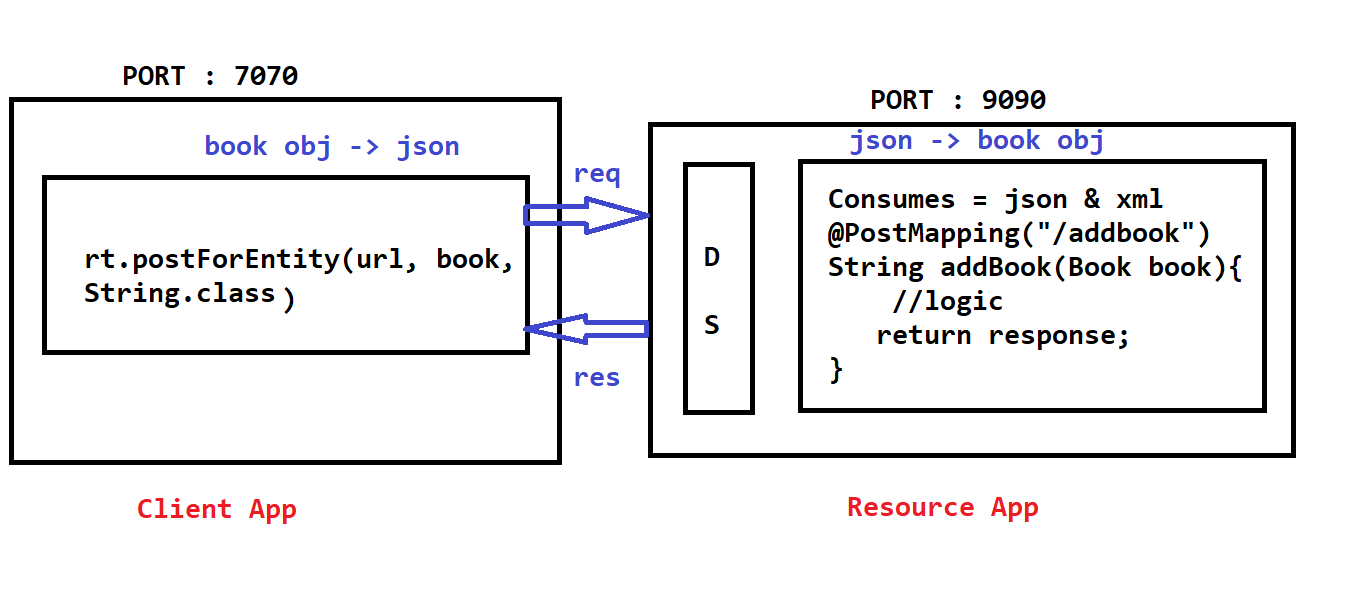 PORT : 7070
book obj -> json
rt.postForEntity(url, book,
String.class )
Client App
req
res
PORT : 9090
json -> book obj
D
S
Consumes = json & xml
@PostMapping("/addbook")
String addBook(Book book){
//logic
return response;
}
Resource App